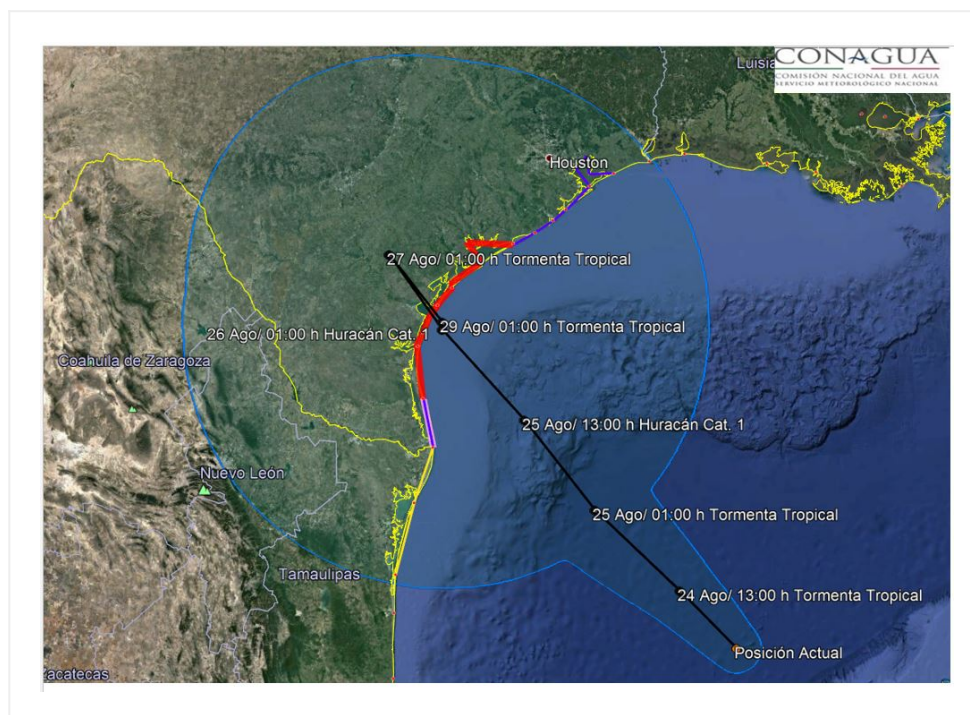 CONAGUA
COMISIÓN NACIONAL DEL AGUA
SERVICIO METEOROLÓGICO NACIONAL
Luisia
Houston
27 Ago/ 01:00 h Tormenta Tropical
29 Ago/ 01:00 h Tormenta Tropical
26 Ago/ 01:00 h Huracán Cat. 1
Coahuila de Zaragoza
25 Ago/ 13:00 h Huracán Cat. 1
Nuevo León
25 Ago/ 01:00 h Tormenta Tropical
Tamaulipas
24 Ago/ 13:00 h Tormenta Tropical
Posición Actual
acatecas